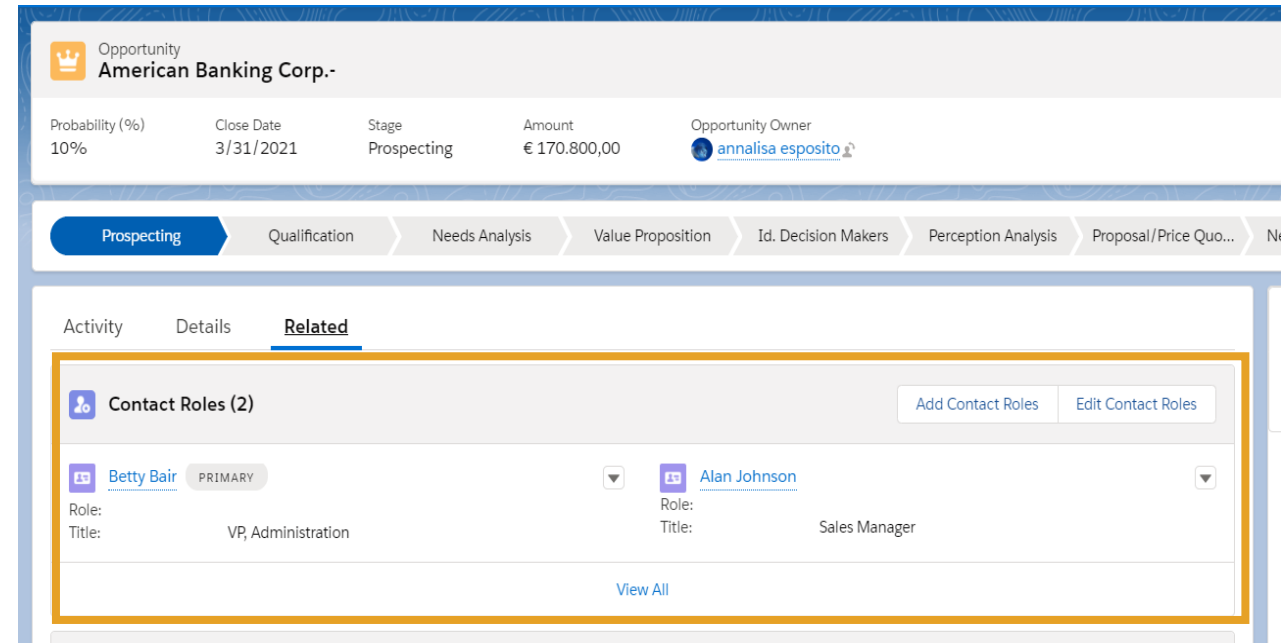 Opportunity
American Banking Corp.-
Probability (%) Close Date Stage Amount Opportunity Owner
10% 3/31/2021 Prospecting € 170.800,00 annalisa esposito
Prospecting Qualification Needs Analysis Value Proposition Id. Decision Makers Perception Analysis Proposal/Price Quo... Ne
Activity Details Related
Contact Roles (2) Add Contact Roles Edit Contact Roles
Betty Bair PRIMARY Alan Johnson
Role: Role:
Title: VP, Administration Title: Sales Manager
View All